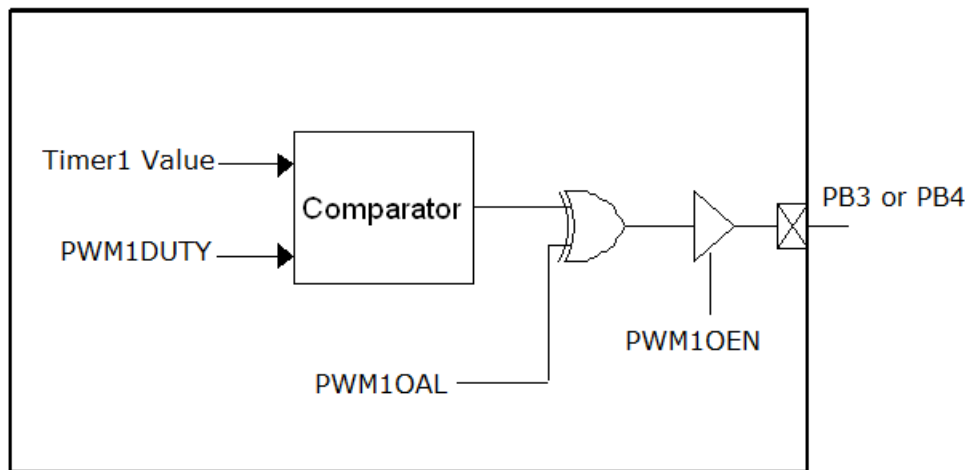 Timer1 Value
PWM1DUTY
Comparator
PWM1OAL
PWM1OEN
PB3 or PB4